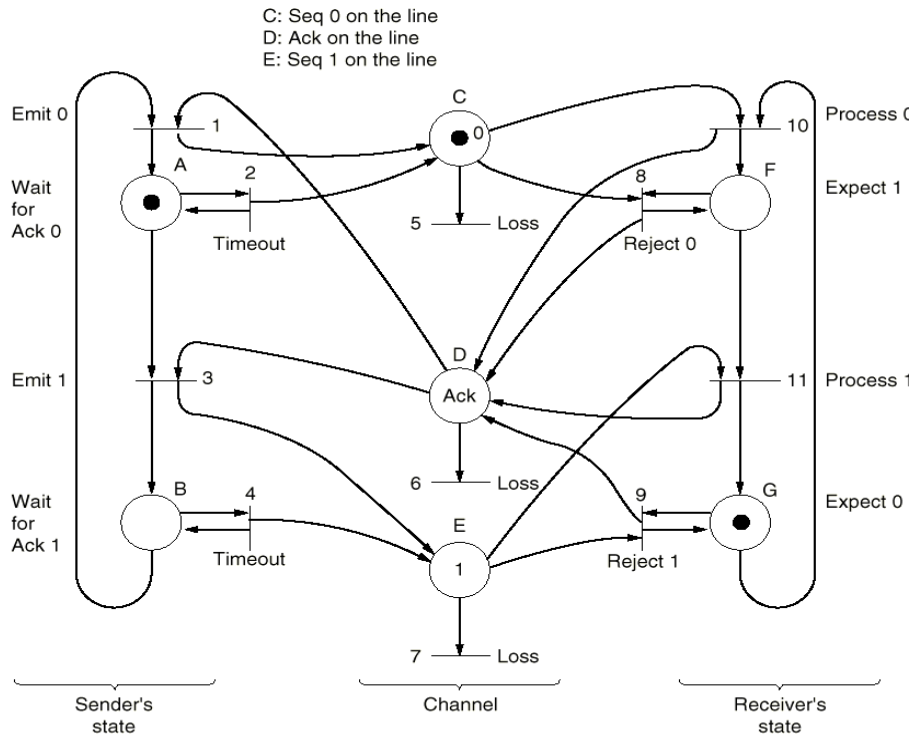 C: Seq 0 on the line
D: Ack on the line
E: Seq 1 on the line
C
Emit 0
1
0
10
Process 0
A
2
8
F
Wait
for
Ack 0
Expect 1
5
Loss
Timeout
Reject 0
D
Emit 1
3
Ack
11
Process 1
6
Loss
B
4
9
G
Wait
for
Ack 1
E
Expect 0
Timeout
1
Reject 1
7
Loss
Sender's
state
Channel
Receiver's
state